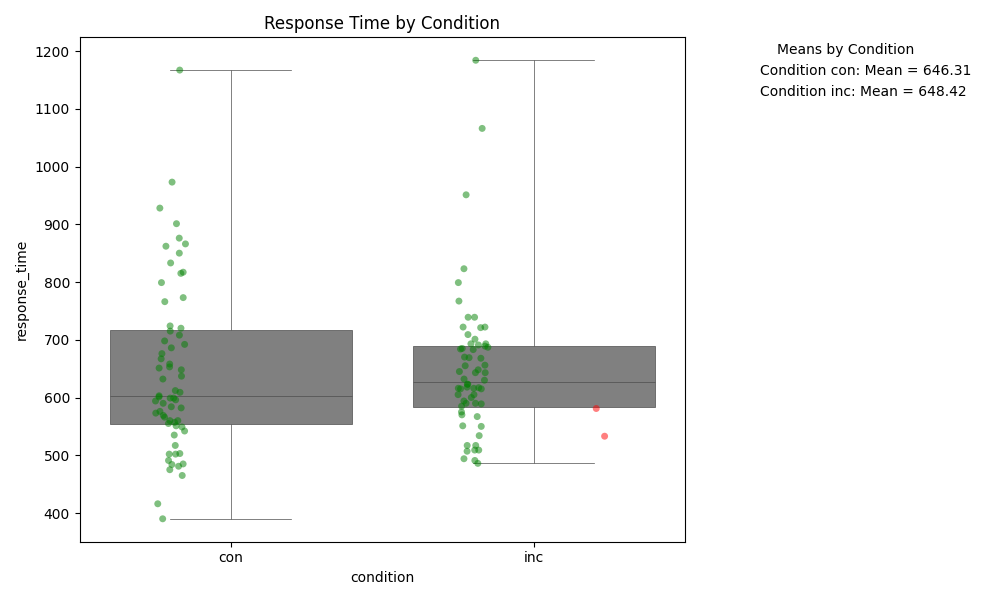 Response Time by Condition
Means by Condition
Condition con: Mean = 646.31
Condition inc: Mean = 648.42
response_time
1200
1100
1000
900
800
700
600
500
400
con
inc
condition